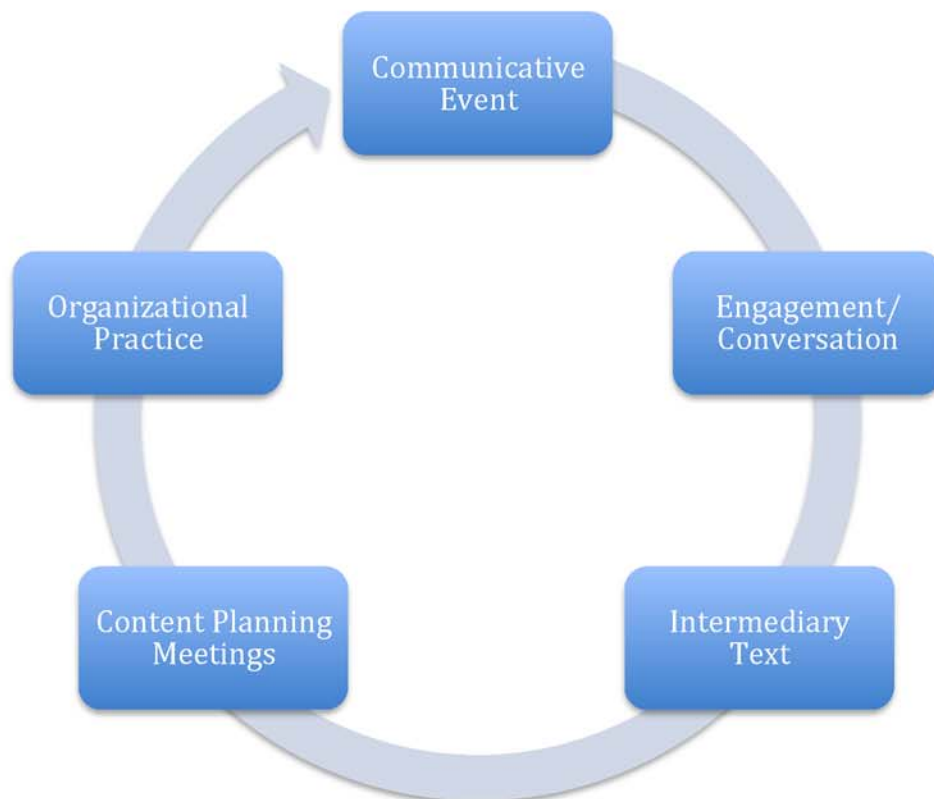 Communicative
Event
Engagement/
Conversation
Intermediary
Text
Content Planning
Meetings
Organizational
Practice